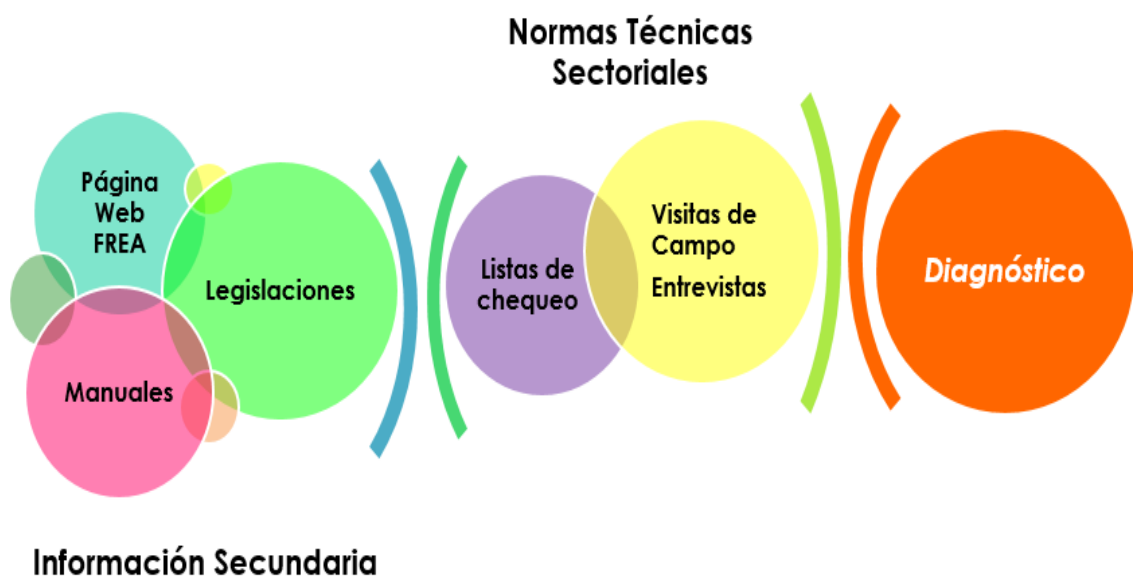 Normas Técnicas
Sectoriales
Página
Web
FREA
Legislaciones
Manuales
Listas de
chequeo
Visitas de
Campo
Entrevistas
Diagnóstico
Información Secundaria